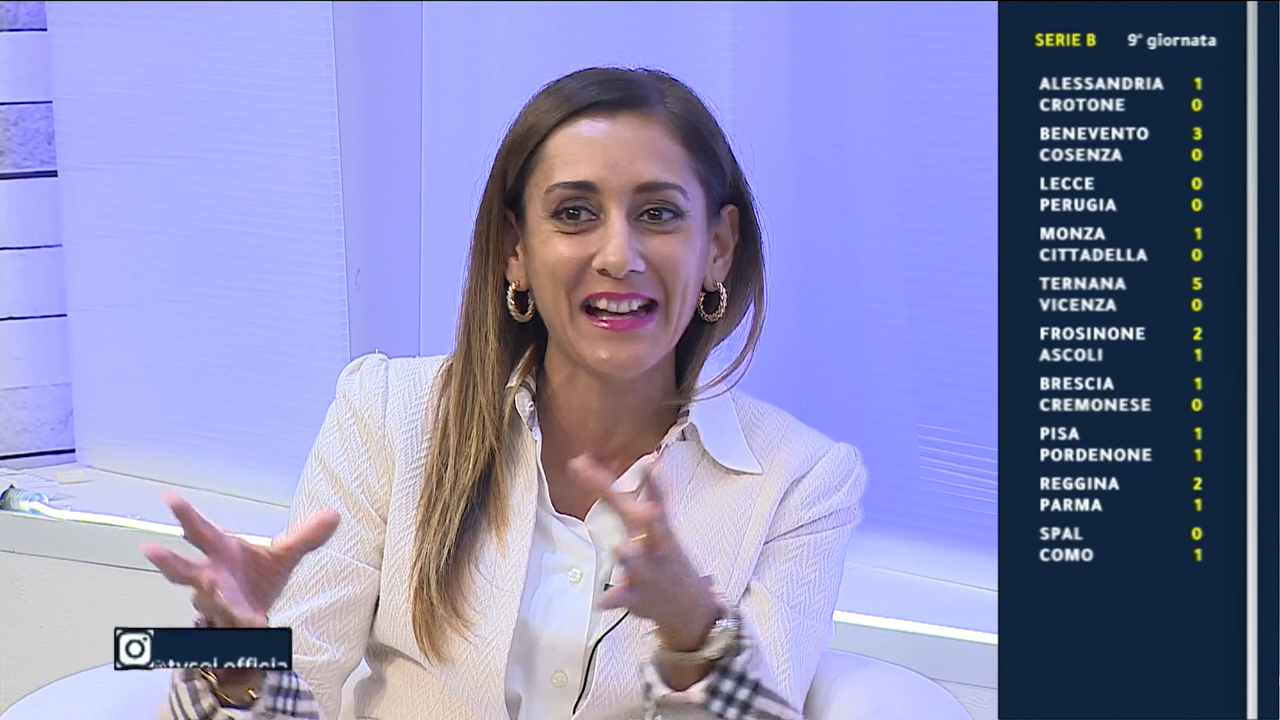 SERIE B 9ª giornata
ALESSANDRIA 1
CROTONE 0
BENEVENTO 3
COSENZA 0
LECCE 0
PERUGIA 0
MONZA 1
CITTADELLA 0
TERNANA 5
VICENZA 0
FROSINONE 2
ASCOLI 1
BRESCIA 1
CREMONESE 0
PISA 1
PORDENONE 1
REGGINA 2
PARMA 1
SPAL 0
COMO 1